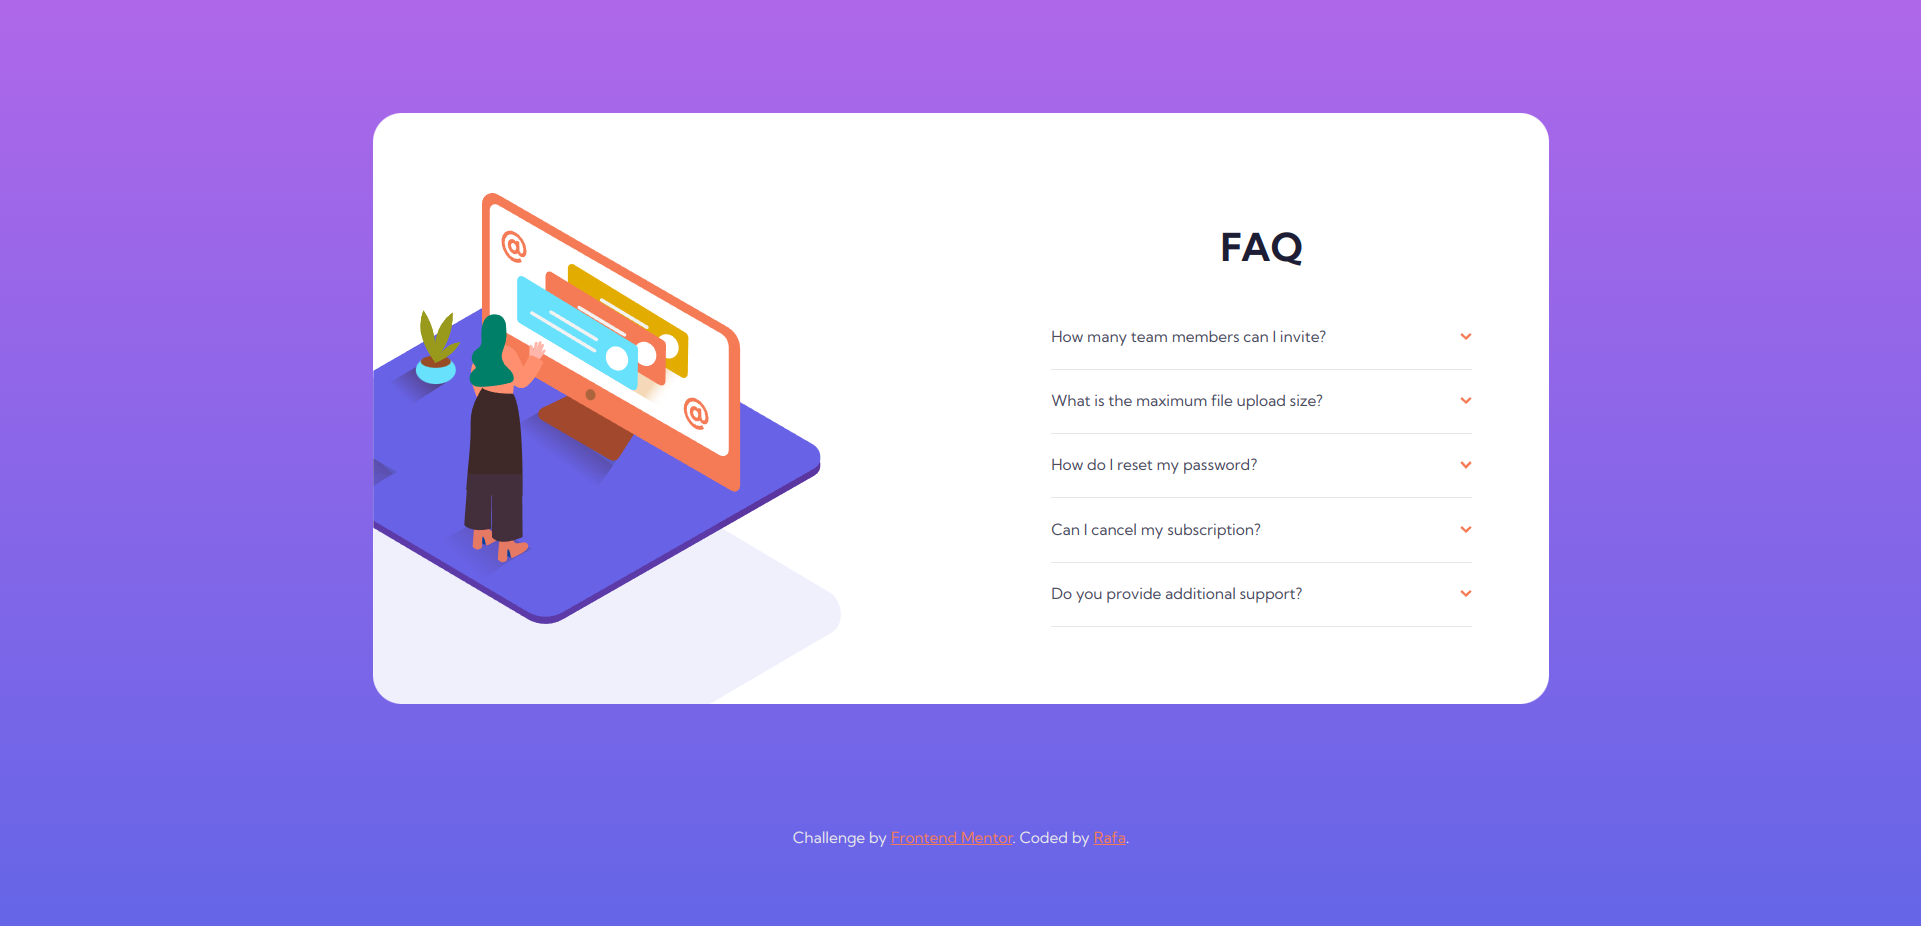 @
@
FAQ
How many team members can I invite?
What is the maximum file upload size?
How do I reset my password?
Can I cancel my subscription?
Do you provide additional support?
Challenge by Frontend Mentor. Coded by Rafa.